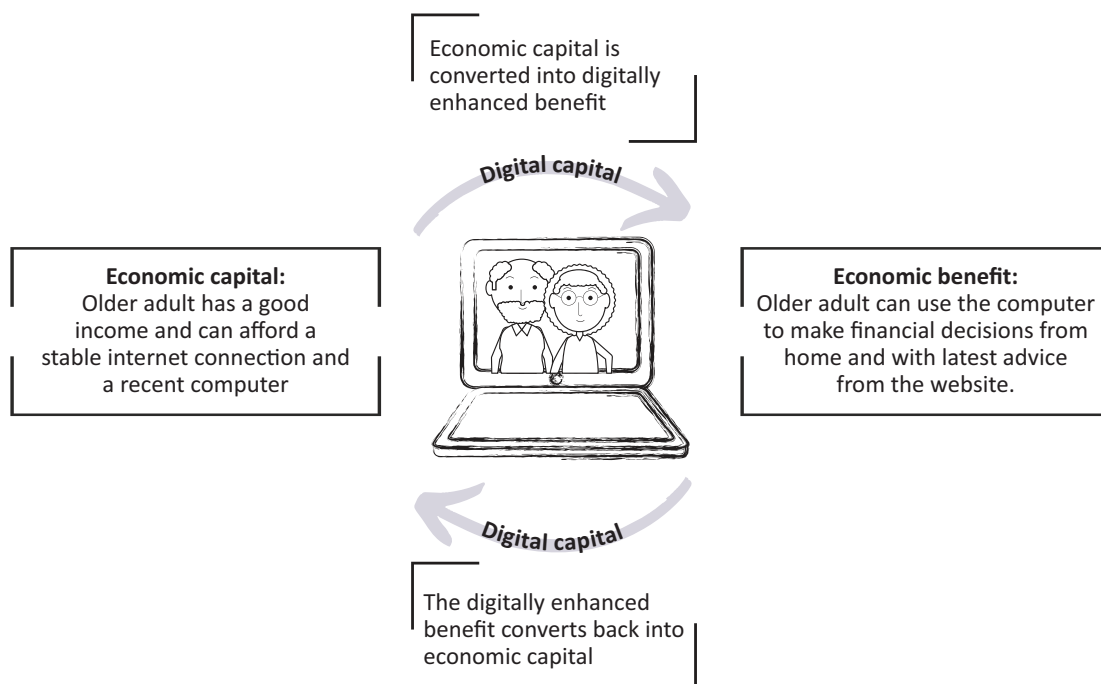 Economic capital is
converted into digitally
enhanced benefit
Digital capital
Economic capital:
Older adult has a good
income and can afford a
stable internet connection and
a recent computer
Economic benefit:
Older adult can use the computer
to make financial decisions from
home and with latest advice
from the website.
Digital capital
The digitally enhanced
benefit converts back into
economic capital